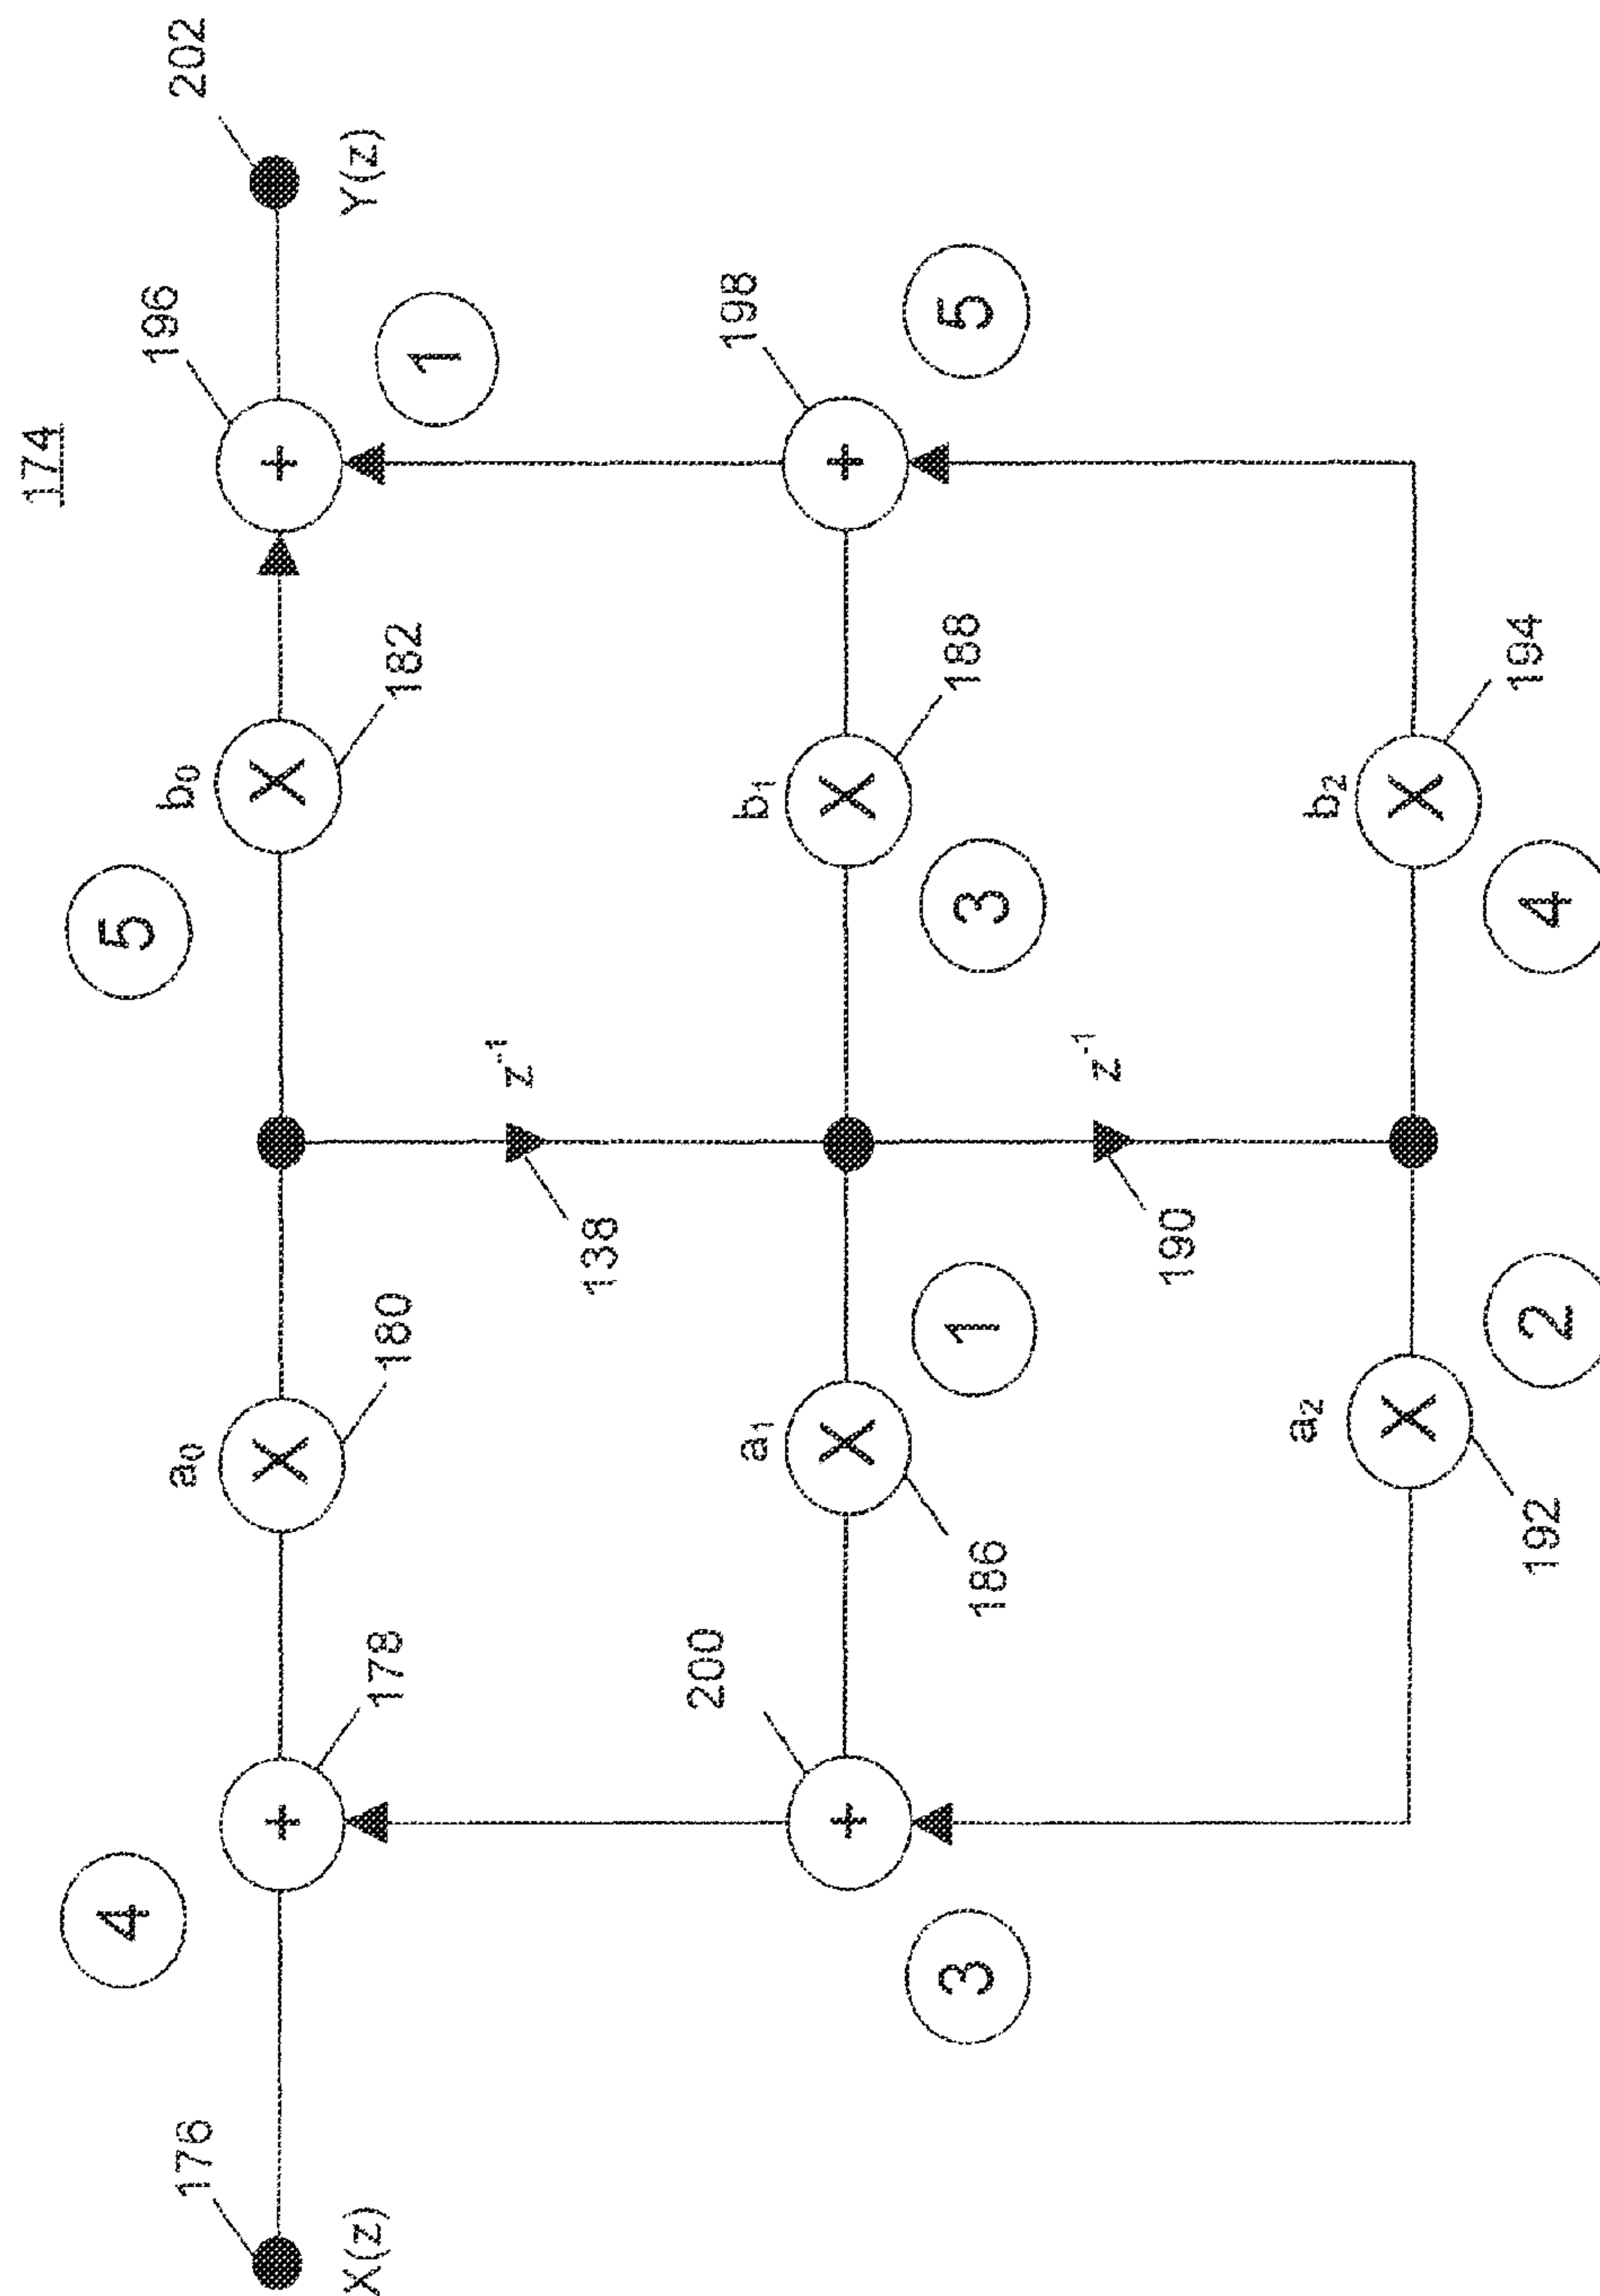 174
4 5
176 a₀ b₀ 196 202
+ X X +
X(z) 178 180 182 1 Y(z)
z⁻¹
138
200 a₁ b₁ 198
+ X X +
3 186 1 3 188 5
z⁻¹
190
a₂ b₂
X X
192 2 4 194